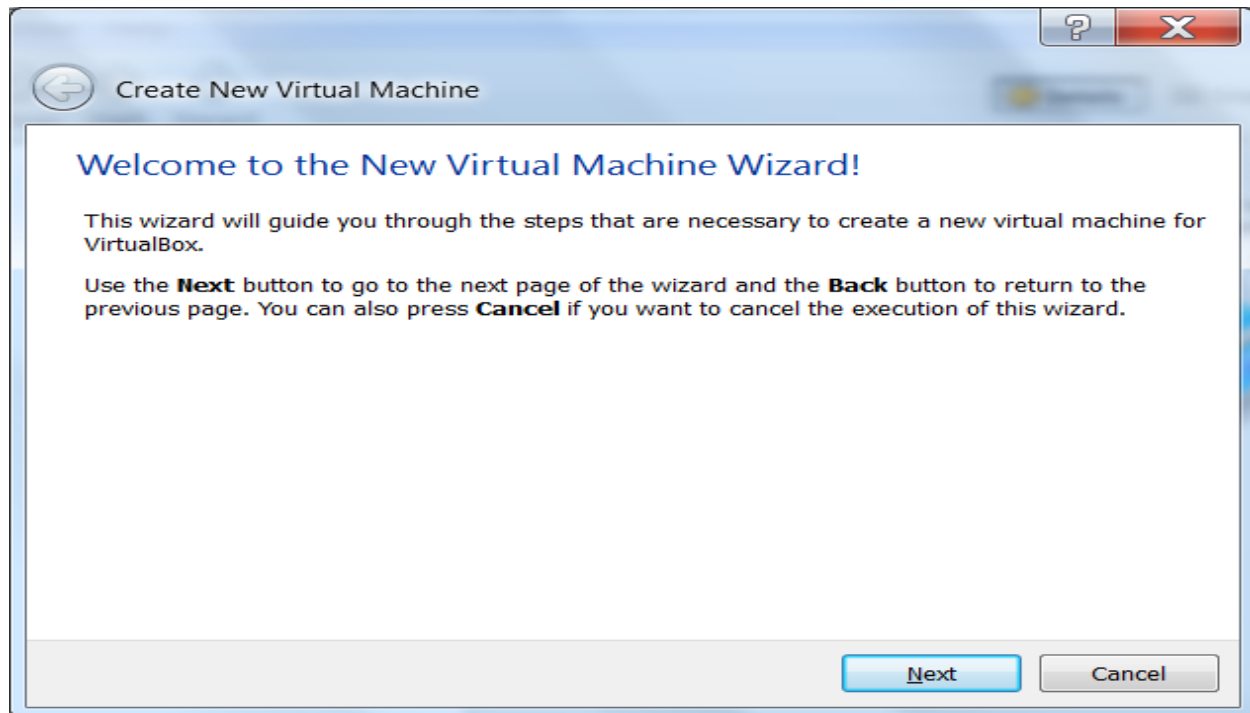 Create New Virtual Machine
Welcome to the New Virtual Machine Wizard!
This wizard will guide you through the steps that are necessary to create a new virtual machine for
VirtualBox.
Use the Next button to go to the next page of the wizard and the Back button to return to the
previous page. You can also press Cancel if you want to cancel the execution of this wizard.
Next
Cancel